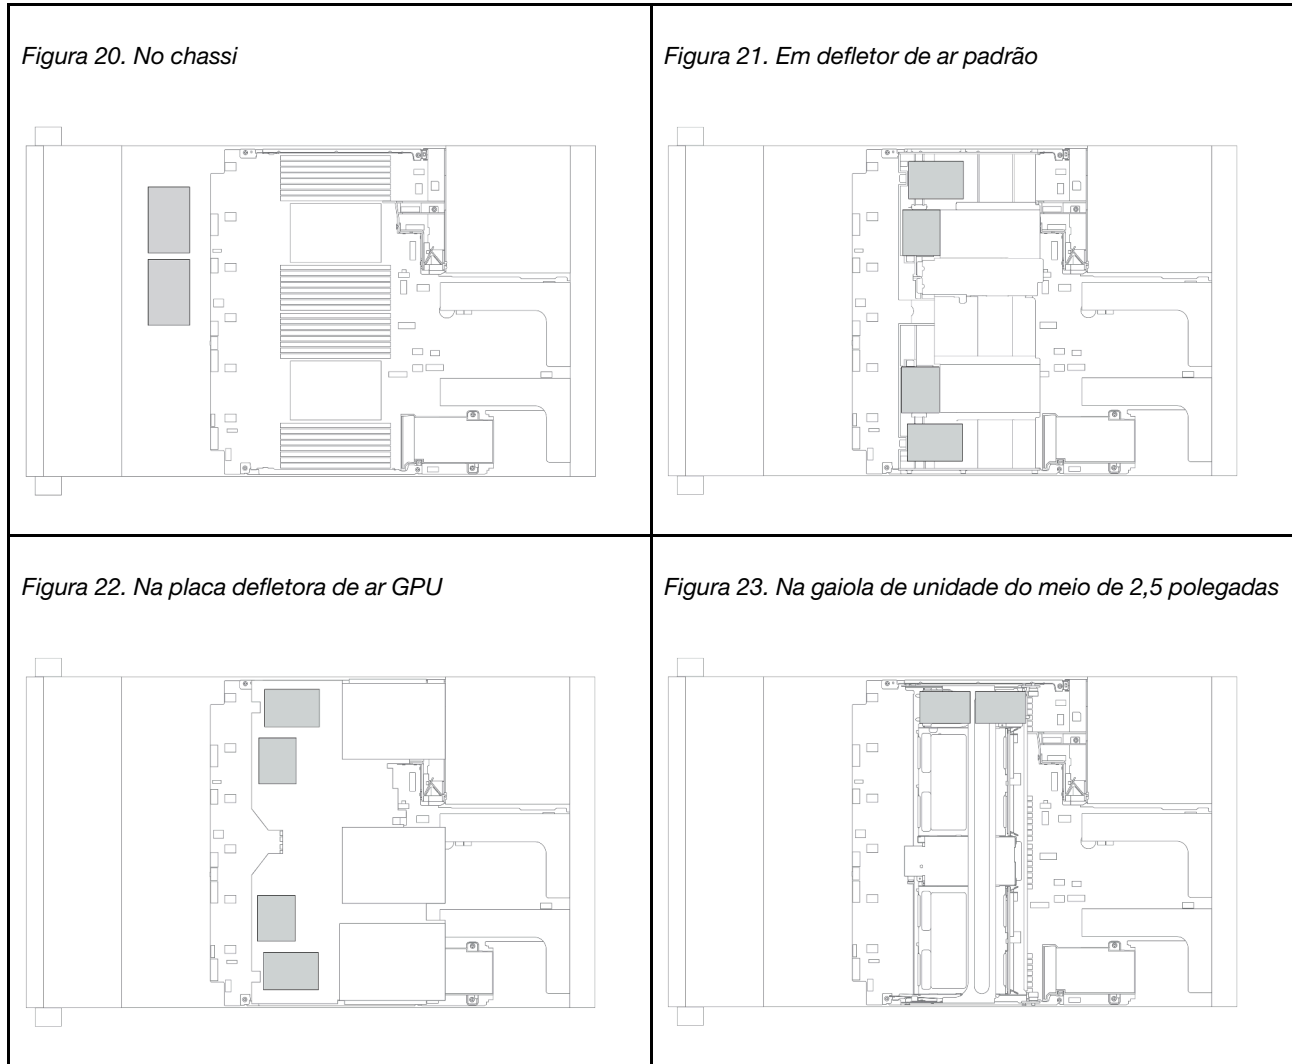 Figura 20. No chassi
Figura 21. Em defletor de ar padrão
Figura 22. Na placa defletora de ar GPU
Figura 23. Na gaiola de unidade do meio de 2,5 polegadas